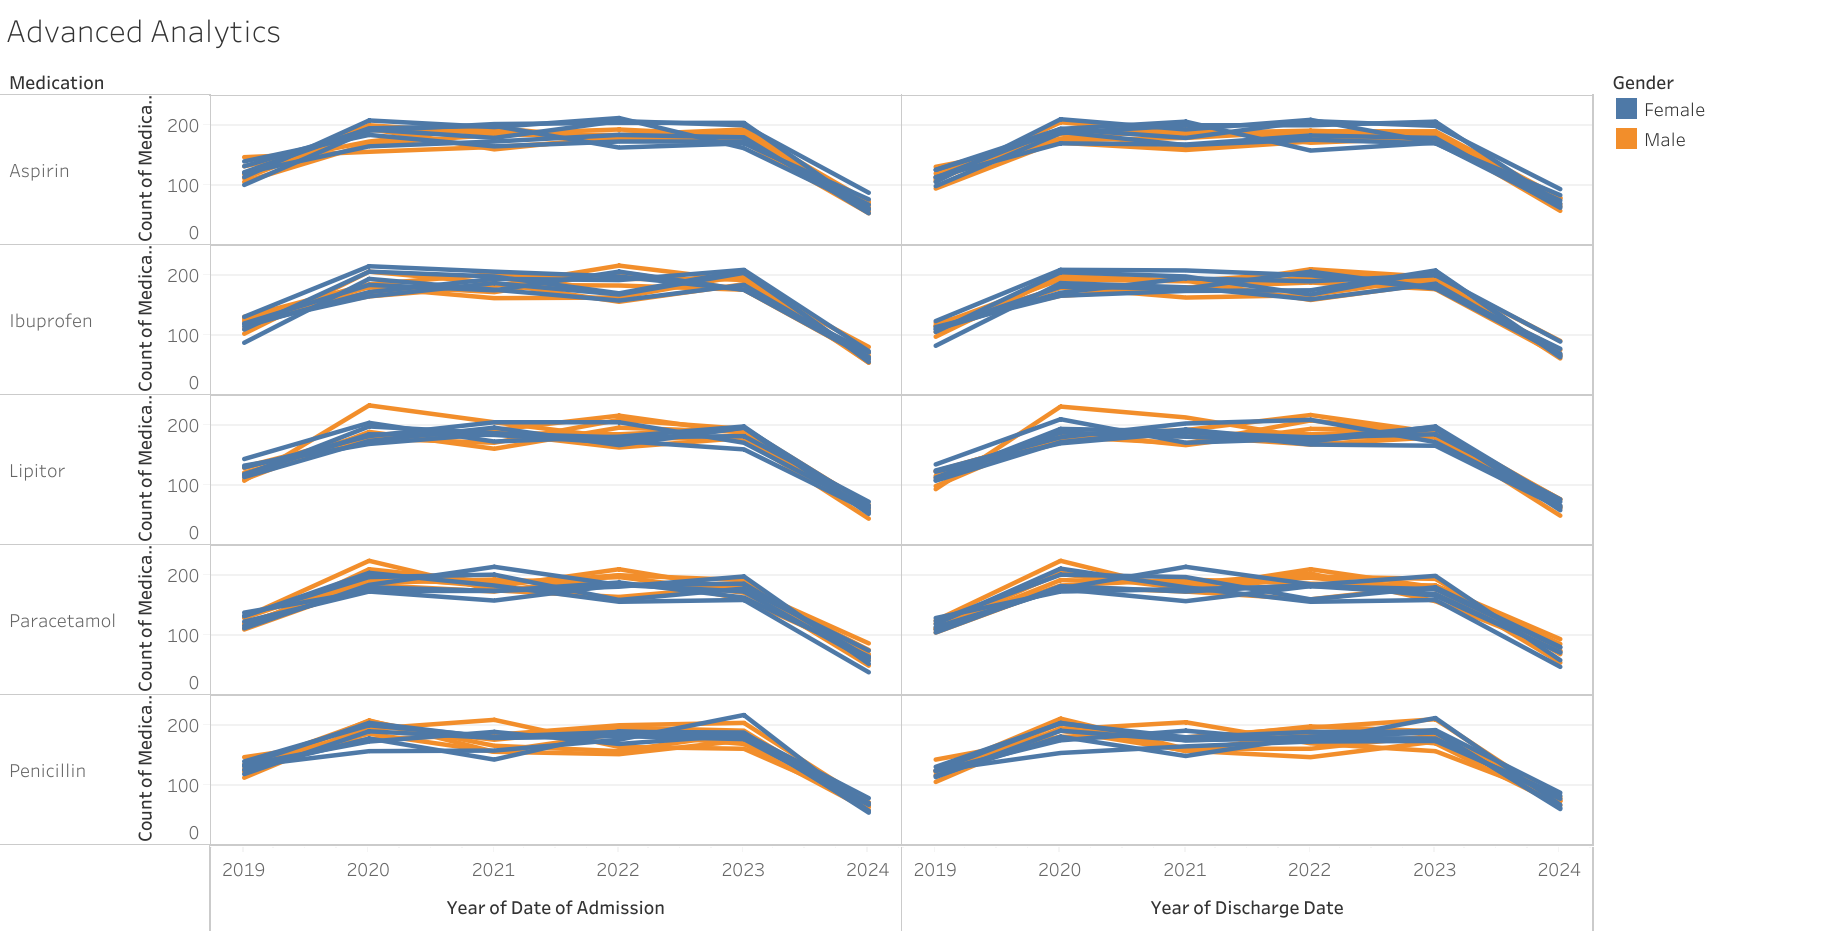 Advanced Analytics
Medication
Gender
Female
Male
Aspirin
Count of Medica..
200
100
0
Ibuprofen
Count of Medica..
200
100
0
Lipitor
Count of Medica..
200
100
0
Paracetamol
Count of Medica..
200
100
0
Penicillin
Count of Medica..
200
100
0
2019 2020 2021 2022 2023 2024 2019 2020 2021 2022 2023 2024
Year of Date of Admission Year of Discharge Date